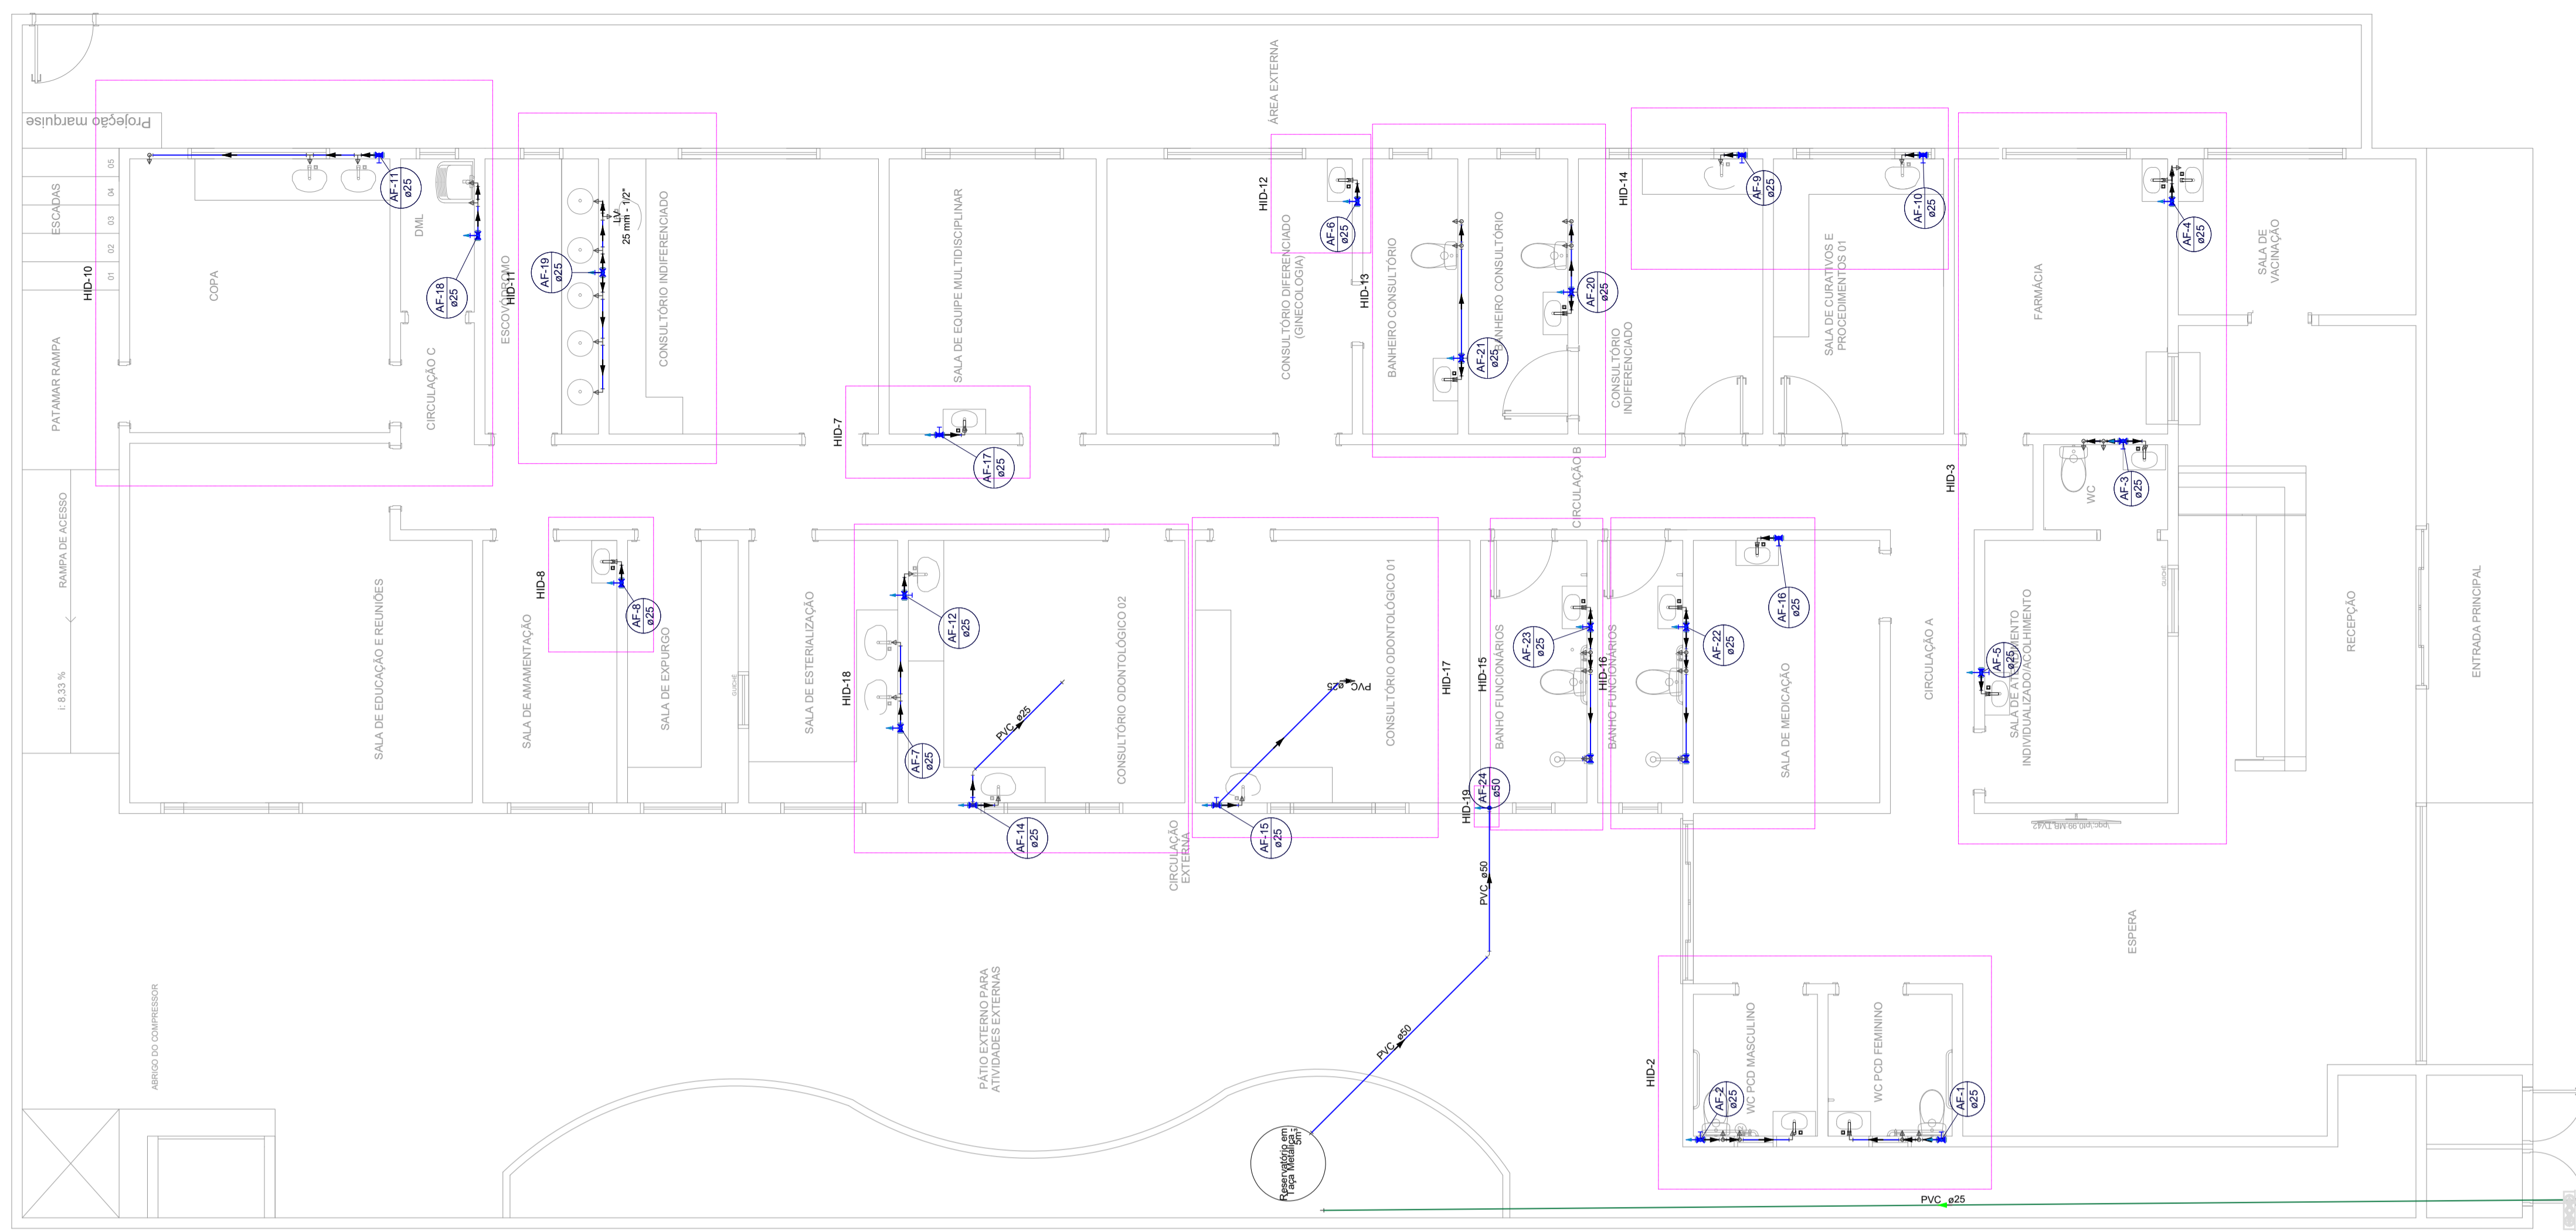 Projeção marquise
ESCADAS
01
02
03
04
05
PATAMAR RAMPA
RAMPA DE ACESSO
i: 8,33 %
HID-10
COPA
AF-11
ø25
DML
AF-18
ø25
CIRCULAÇÃO C
ESCOVÓDROMO
HID-11
AF-19
ø25
LV
25 mm - 1/2"
CONSULTÓRIO INDIFERENCIADO
HID-7
AF-17
ø25
SALA DE EQUIPE MULTIDISCIPLINAR
ÁREA EXTERNA
HID-12
AF-6
ø25
CONSULTÓRIO DIFERENCIADO
(GINECOLOGIA)
HID-13
BANHEIRO CONSULTÓRIO
AF-21
ø25
BANHEIRO CONSULTÓRIO
AF-20
ø25
HID-14
CONSULTÓRIO
INDIFERENCIADO
AF-9
ø25
SALA DE CURATIVOS E
PROCEDIMENTOS 01
AF-10
ø25
FARMÁCIA
AF-4
ø25
SALA DE
VACINAÇÃO
HID-3
WC
AF-3
ø25
CIRCULAÇÃO B
SALA DE EDUCAÇÃO E REUNIÕES
HID-8
SALA DE AMAMENTAÇÃO
AF-8
ø25
SALA DE EXPURGO
GUICHÊ
SALA DE ESTERIALIZAÇÃO
HID-18
AF-7
ø25
AF-12
ø25
PVC ø25
AF-14
ø25
CONSULTÓRIO ODONTOLÓGICO 02
CIRCULAÇÃO
EXTERNA
AF-15
ø25
PVC
ø25
CONSULTÓRIO ODONTOLÓGICO 01
HID-17
HID-19
HID-15
AF-24
ø50
BANHO FUNCIONÁRIOS
AF-23
ø25
HID-16
BANHO FUNCIONÁRIOS
AF-22
ø25
AF-16
ø25
SALA DE MEDICAÇÃO
CIRCULAÇÃO A
AF-5
ø25
SALA DE ATENDIMENTO
INDIVIDUALIZADO/ACOLHIMENTO
GUICHÊ
RECEPÇÃO
ENTRADA PRINCIPAL
ESPERA
PVC ø50
PVC ø50
ABRIGO DO COMPRESSOR
PÁTIO EXTERNO PARA
ATIVIDADES EXTERNAS
Reservatório em
Taça Metálica -
5m³
HID-2
AF-2
ø25
WC PCD MASCULINO
WC PCD FEMININO
AF-1
ø25
PVC ø25